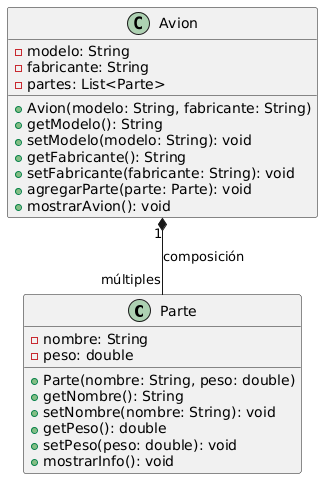 C Avion
modelo: String
fabricante: String
partes: List<Parte>
Avion(modelo: String, fabricante: String)
getModelo(): String
setModelo(modelo: String): void
getFabricante(): String
setFabricante(fabricante: String): void
agregarParte(parte: Parte): void
mostrarAvion(): void
1
composición
múltiples
C Parte
nombre: String
peso: double
Parte(nombre: String, peso: double)
getNombre(): String
setNombre(nombre: String): void
getPeso(): double
setPeso(peso: double): void
mostrarInfo(): void